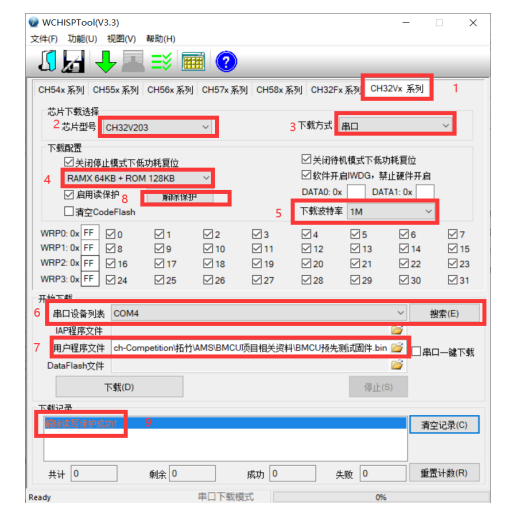 WCHISPTool(V3.3)
文件(F) 功能(U) 视图(V) 帮助(H)
CH54x 系列 CH55x 系列 CH56x 系列 CH57x 系列 CH58x 系列 CH32Fx 系列 CH32Vx 系列 1
芯片下载选择
2 芯片型号 CH32V203 3 下载方式 串口
下载配置
关闭停止模式下低功耗复位 关闭待机模式下低功耗复位
4 RAMX 64KB + ROM 128KB 软件开启IWDG，禁止硬件开启
启用读保护 8 解除保护 DATA0: 0x DATA1: 0x
清空CodeFlash 5 下载波特率 1M
WRP0: 0x FF 0 1 2 3 4 5 6 7
WRP1: 0x FF 8 9 10 11 12 13 14 15
WRP2: 0x FF 16 17 18 19 20 21 22 23
WRP3: 0x FF 24 25 26 27 28 29 30 31
开始下载
6 串口设备列表 COM4 搜索(E)
IAP程序文件
7 用户程序文件 ch-Competition\拓竹\AMS\BMCU项目相关资料\BMCU预先测试固件.bin 串口一键下载
DataFlash文件
下载(D) 停止(S)
下载记录
清空记录(C)
共计 0 剩余 0 成功 0 失败 0 重置计数(R)
Ready 串口下载模式 0%